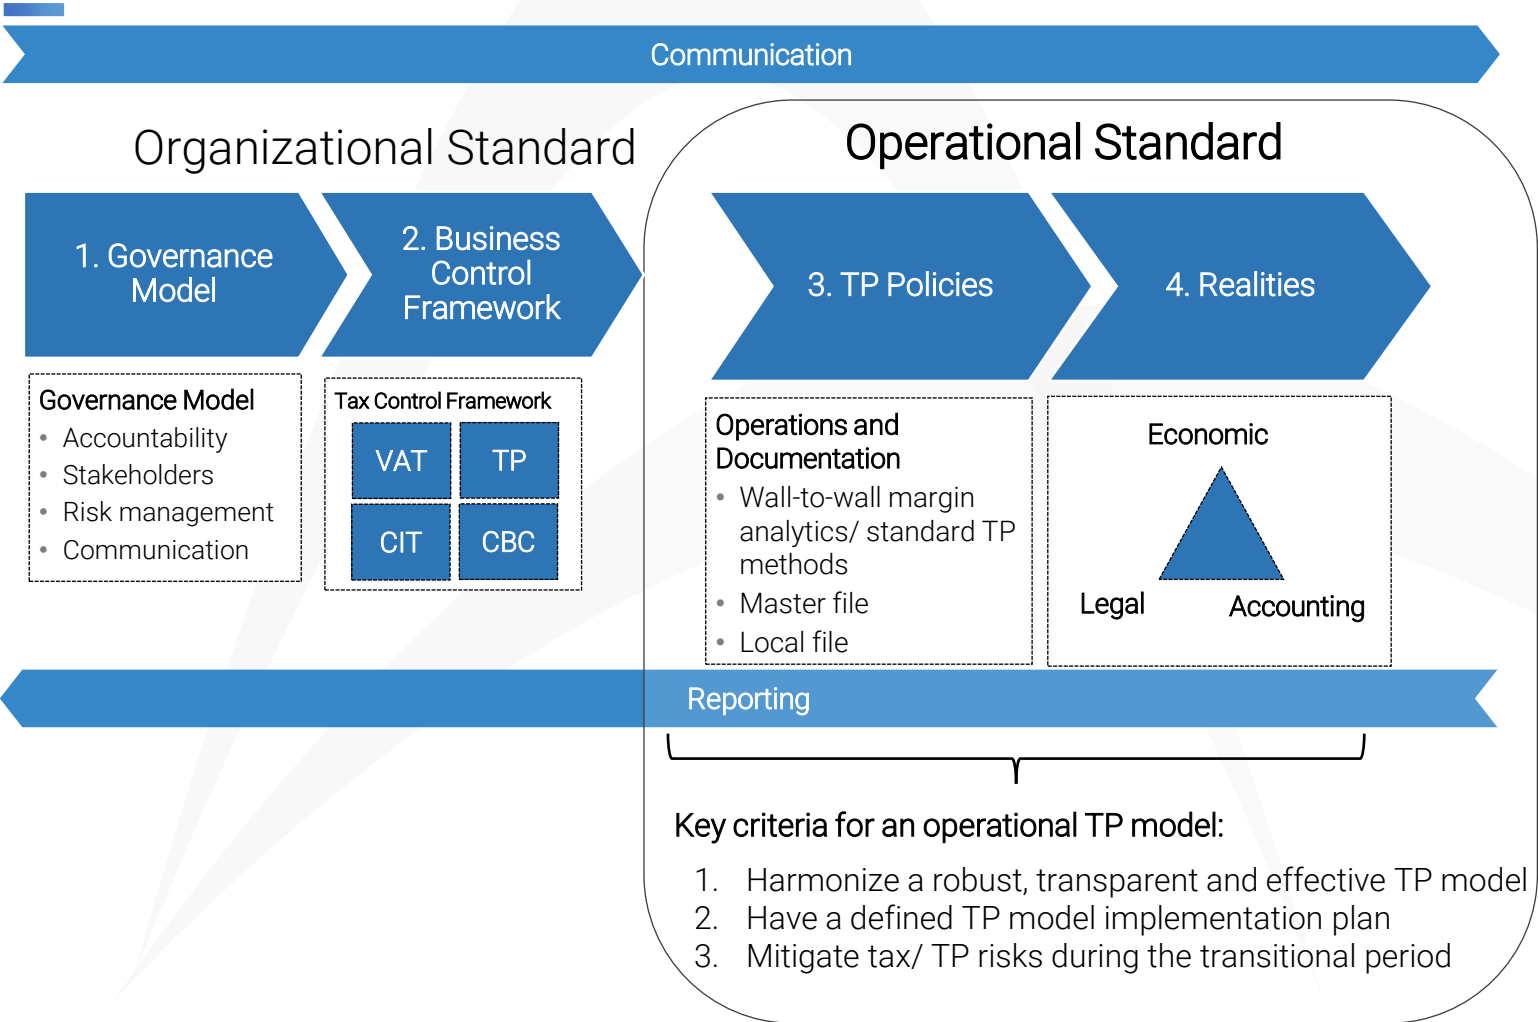 Communication
Organizational Standard
Operational Standard
1. Governance
Model
2. Business
Control
Framework
3. TP Policies
4. Realities
Governance Model
• Accountability
• Stakeholders
• Risk management
• Communication
Tax Control Framework
VAT
TP
CIT
CBC
Operations and
Documentation
• Wall-to-wall margin
analytics/ standard TP
methods
• Master file
• Local file
Economic
Legal
Accounting
Reporting
Key criteria for an operational TP model:
1. Harmonize a robust, transparent and effective TP model
2. Have a defined TP model implementation plan
3. Mitigate tax/ TP risks during the transitional period